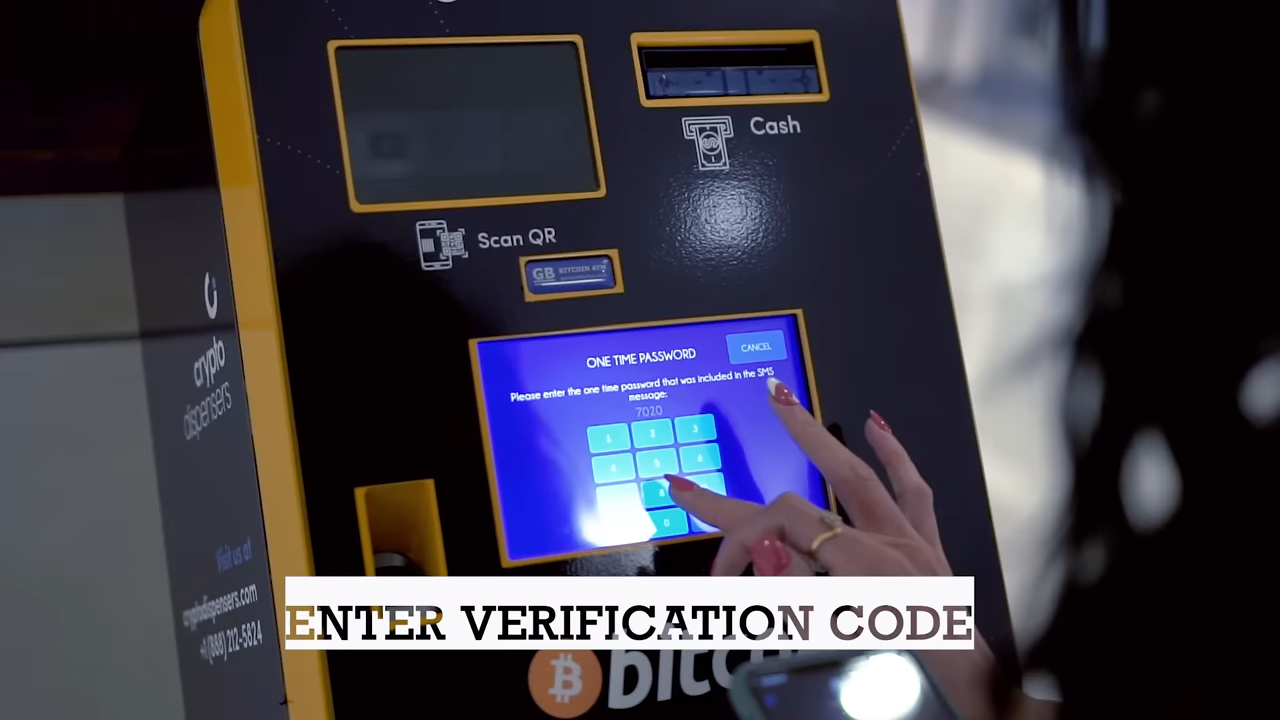 Cash
Scan QR
GB BITCOIN ATM
ONE TIME PASSWORD
CANCEL
Please enter the one time password that was included in the SMS
message:
7020
1 2 3
4 5 6
8
0
crypto
dispensers
Visit us at
cryptodispensers.com
+1 (888) 212-5824
ENTER VERIFICATION CODE